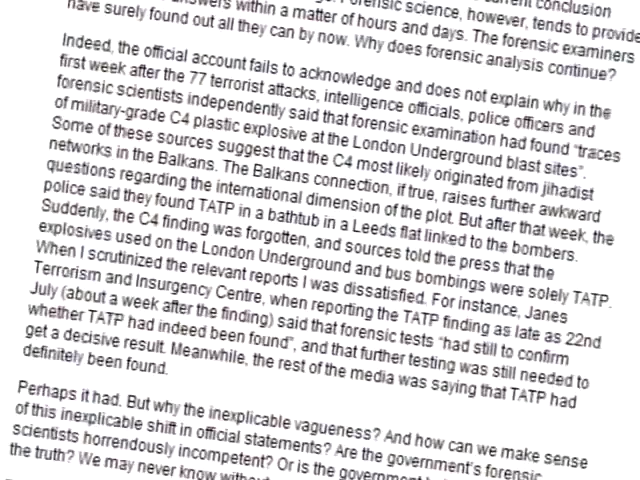 current conclusion
answers within a matter of hours and days. Forensic science, however, tends to provide
have surely found out all they can by now. Why does forensic analysis continue? The forensic examiners
Indeed, the official account fails to acknowledge and does not explain why in the
first week after the 77 terrorist attacks, intelligence officials, police officers and
forensic scientists independently said that forensic examination had found "traces
of military-grade C4 plastic explosive at the London Underground blast sites".
Some of these sources suggest that the C4 most likely originated from jihadist
networks in the Balkans. The Balkans connection, if true, raises further awkward
questions regarding the international dimension of the plot. But after that week, the
police said they found TATP in a bathtub in a Leeds flat linked to the bombers.
Suddenly, the C4 finding was forgotten, and sources told the press that the
explosives used on the London Underground and bus bombings were solely TATP.
When I scrutinized the relevant reports I was dissatisfied. For instance, Janes
Terrorism and Insurgency Centre, when reporting the TATP finding as late as 22nd
July (about a week after the finding) said that forensic tests "had still to confirm
whether TATP had indeed been found", and that further testing was still needed to
get a decisive result. Meanwhile, the rest of the media was saying that TATP had
definitely been found.
Perhaps it had. But why the inexplicable vagueness? And how can we make sense
of this inexplicable shift in official statements? Are the government's forensic
scientists horrendously incompetent? Or is the government
the truth? We may never know